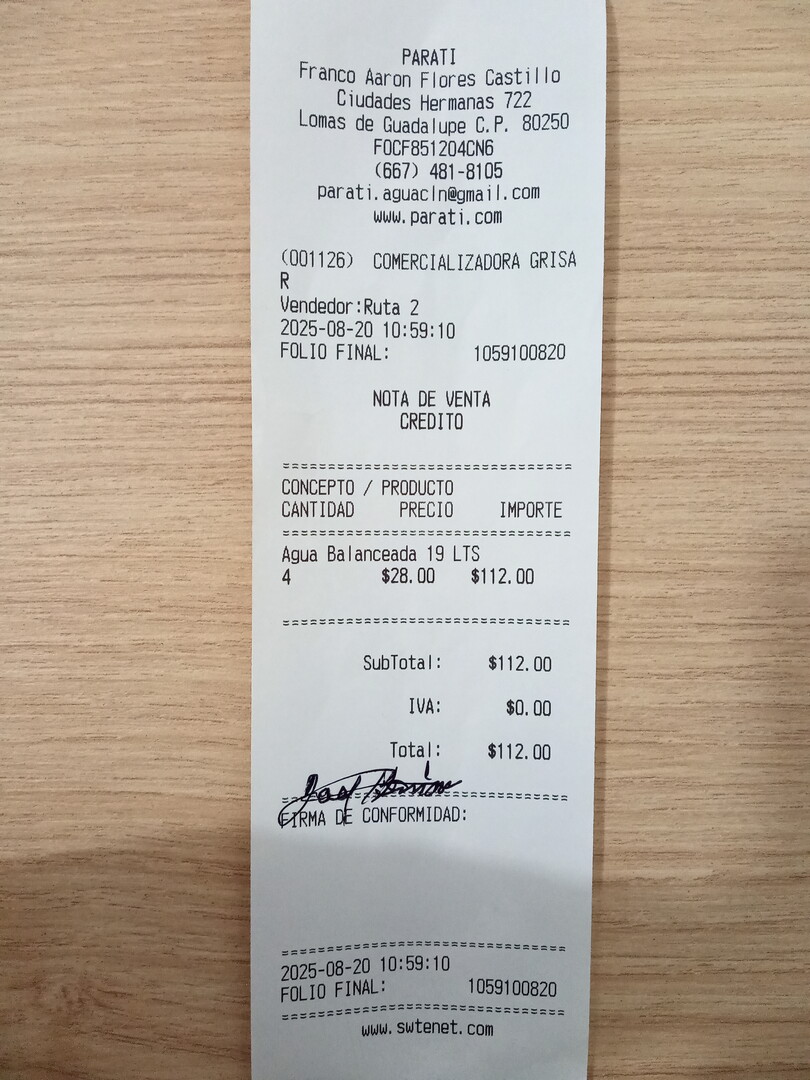 PARATI
Franco Aaron Flores Castillo
Ciudades Hermanas 722
Lomas de Guadalupe C.P. 80250
FOCF851204CN6
(667) 481-8105
parati.aguacln@gmail.com
www.parati.com
(001126) COMERCIALIZADORA GRISA
R
Vendedor:Ruta 2
2025-08-20 10:59:10
FOLIO FINAL: 1059100820
NOTA DE VENTA
CREDITO
================================
CONCEPTO / PRODUCTO
CANTIDAD PRECIO IMPORTE
================================
Agua Balanceada 19 LTS
4 $28.00 $112.00
================================
SubTotal: $112.00
IVA: $0.00
Total: $112.00
================================
FIRMA DE CONFORMIDAD:
================================
2025-08-20 10:59:10
FOLIO FINAL: 1059100820
================================
www.swtenet.com